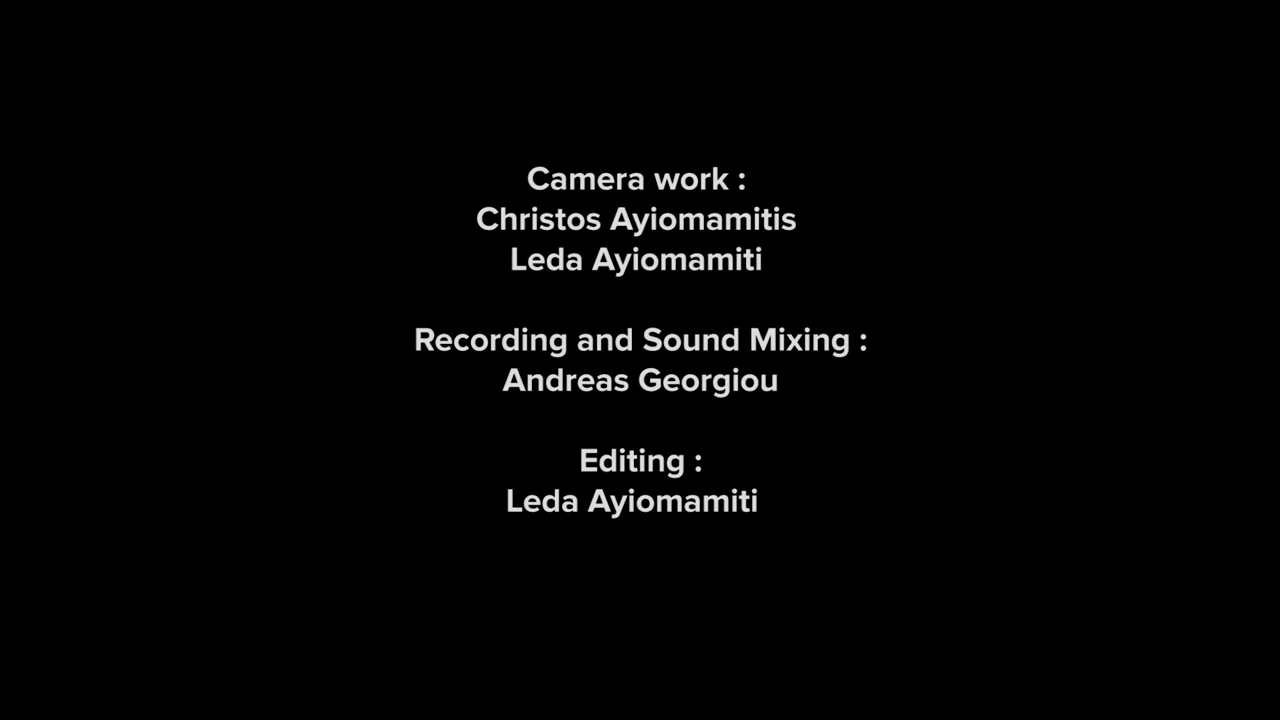 Camera work :
Christos Ayiomamitis
Leda Ayiomamiti
Recording and Sound Mixing :
Andreas Georgiou
Editing :
Leda Ayiomamiti